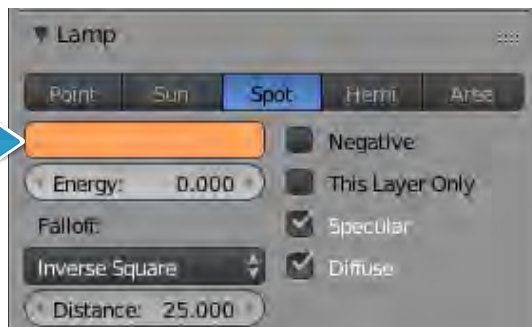 Lamp
Point Sun Spot Hemi Area
Negative
Energy: 0.000 This Layer Only
Falloff: Specular
Inverse Square Diffuse
Distance: 25.000